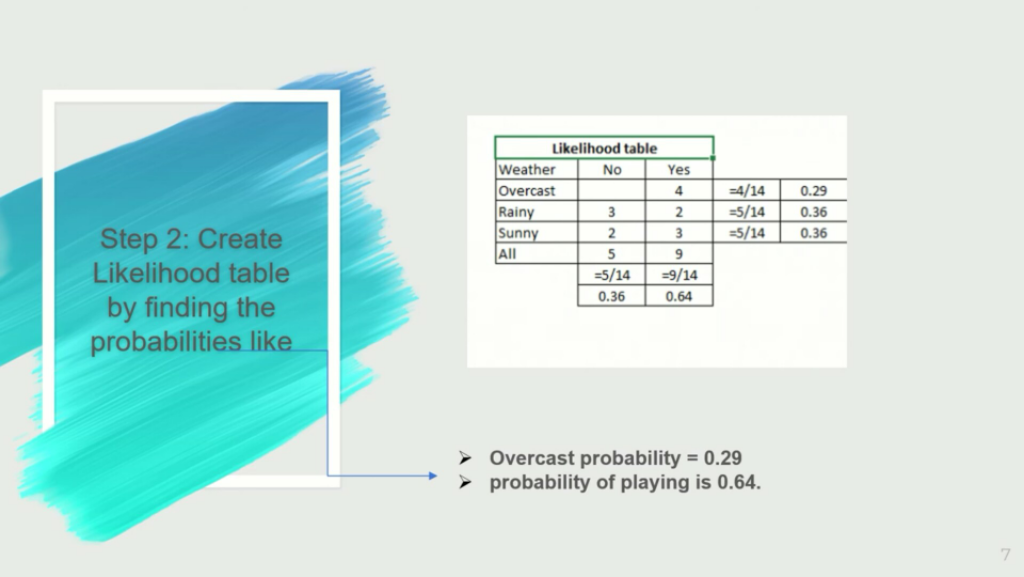 Step 2: Create
Likelihood table
by finding the
probabilities like
Likelihood table
Weather No Yes
Overcast 4 =4/14 0.29
Rainy 3 2 =5/14 0.36
Sunny 2 3 =5/14 0.36
All 5 9
=5/14 =9/14
0.36 0.64
➢ Overcast probability = 0.29
➢ probability of playing is 0.64.
7